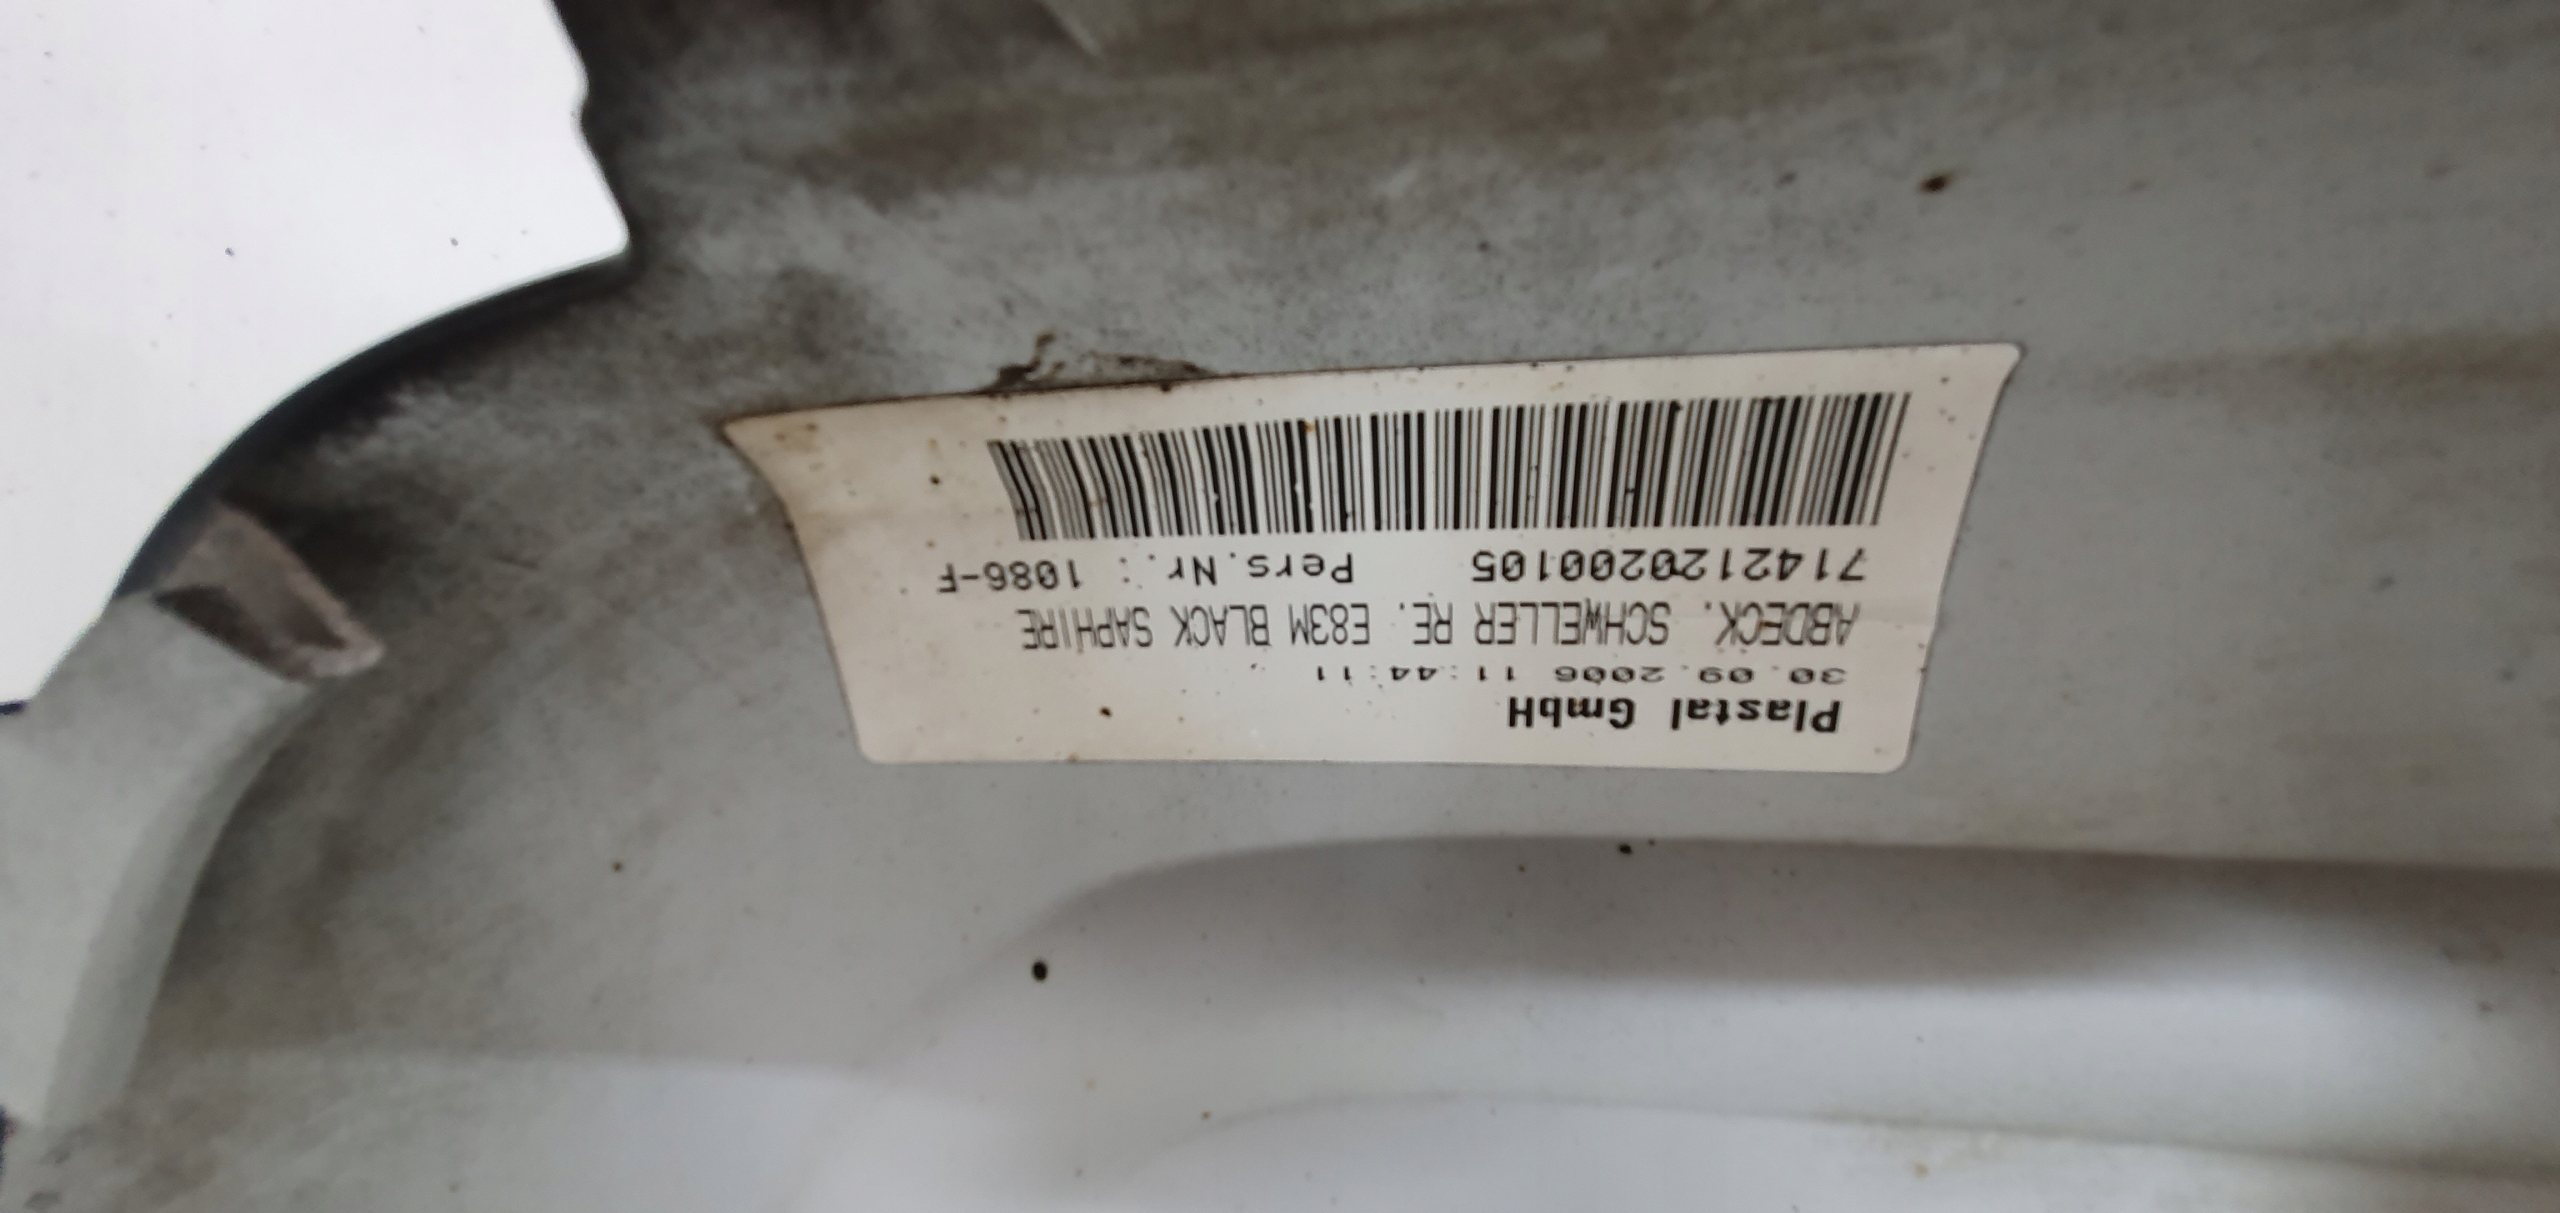 Plastal GmbH
30.09.2006 11:44:11
ABDECK. SCHWELLER RE. E83M BLACK SAPHIRE
7142120200105 Pers.Nr.: 1086-F